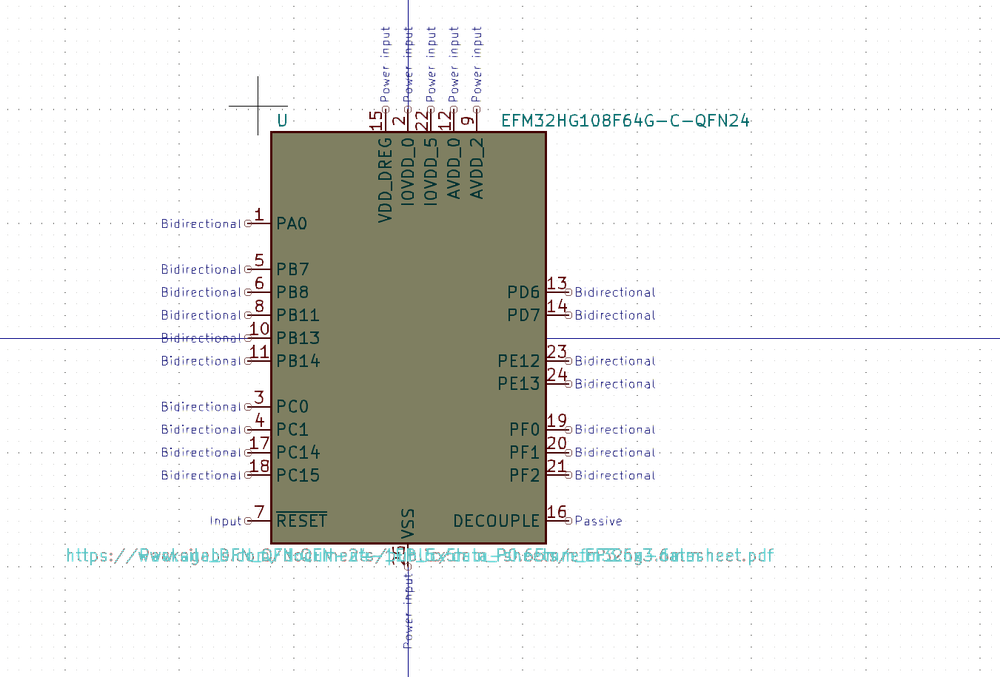 Power input Power input Power input Power input Power input
15 2 22 12 9
U EFM32HG108F64G-C-QFN24
VDD_DREG IOVDD_0 IOVDD_5 AVDD_0 AVDD_2
Bidirectional 1 PA0
Bidirectional 5 PB7
Bidirectional 6 PB8 PD6 13 Bidirectional
Bidirectional 8 PB11 PD7 14 Bidirectional
Bidirectional 10 PB13
Bidirectional 11 PB14 PE12 23 Bidirectional
PE13 24 Bidirectional
Bidirectional 3 PC0
Bidirectional 4 PC1 PF0 19 Bidirectional
Bidirectional 17 PC14 PF1 20 Bidirectional
Bidirectional 18 PC15 PF2 21 Bidirectional
Input 7 RESET DECOUPLE 16 Passive
VSS
Power input